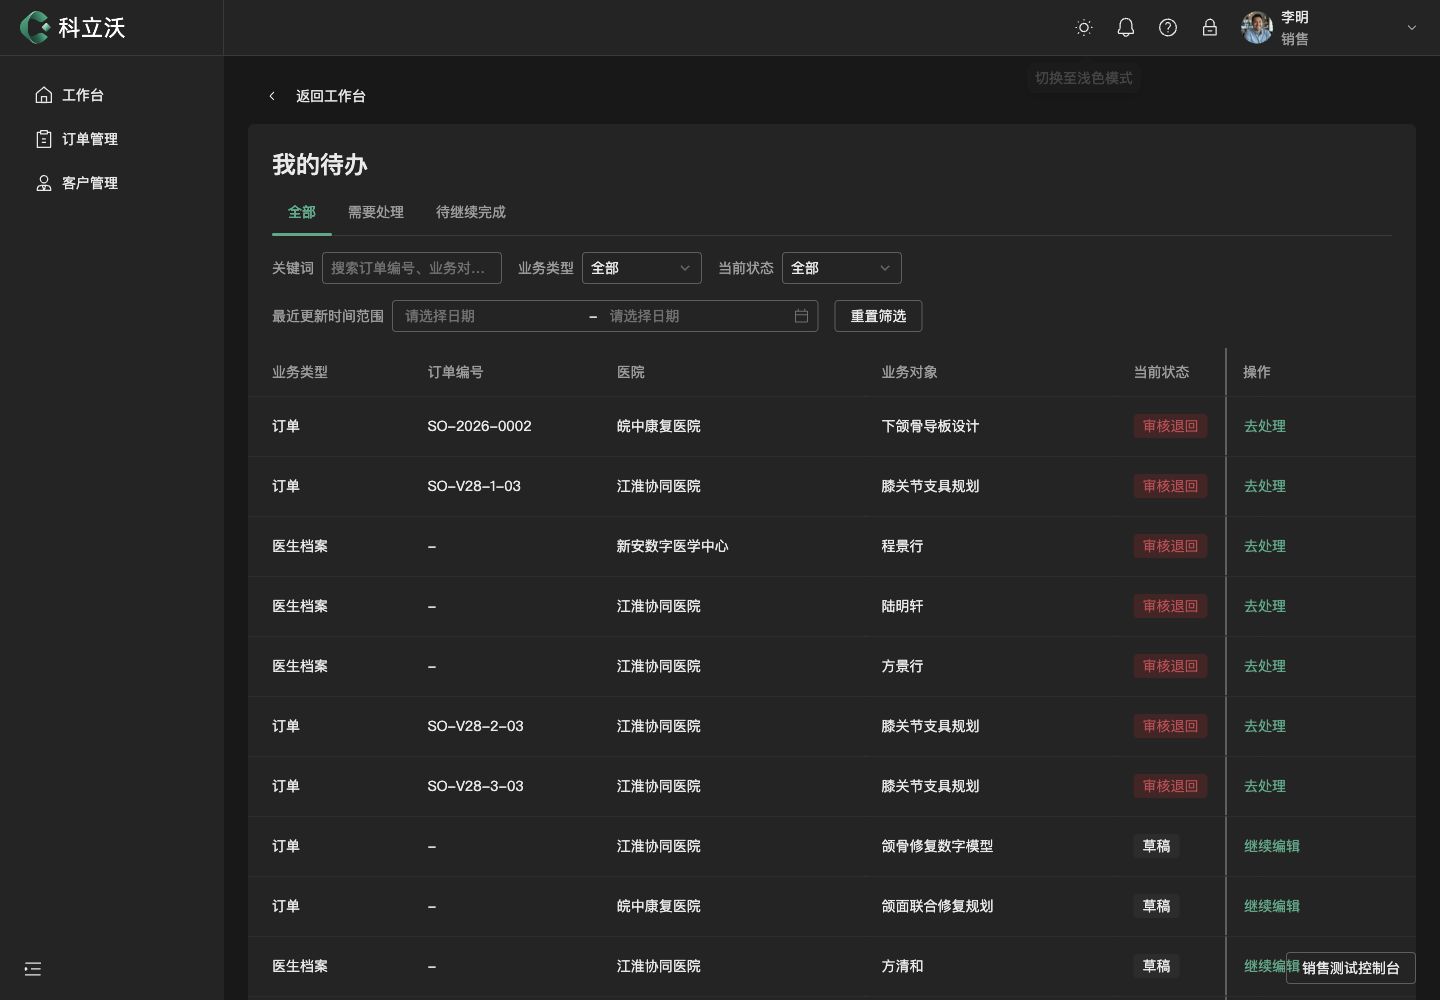 科立沃
李明
销售
切换至浅色模式
工作台
订单管理
客户管理
返回工作台
我的待办
全部 需要处理 待继续完成
关键词 搜索订单编号、业务对... 业务类型 全部 当前状态 全部
最近更新时间范围 请选择日期 – 请选择日期 重置筛选
业务类型 订单编号 医院 业务对象 当前状态 操作
订单 SO-2026-0002 皖中康复医院 下颌骨导板设计 审核退回 去处理
订单 SO-V28-1-03 江淮协同医院 膝关节支具规划 审核退回 去处理
医生档案 – 新安数字医学中心 程景行 审核退回 去处理
医生档案 – 江淮协同医院 陆明轩 审核退回 去处理
医生档案 – 江淮协同医院 方景行 审核退回 去处理
订单 SO-V28-2-03 江淮协同医院 膝关节支具规划 审核退回 去处理
订单 SO-V28-3-03 江淮协同医院 膝关节支具规划 审核退回 去处理
订单 – 江淮协同医院 颌骨修复数字模型 草稿 继续编辑
订单 – 皖中康复医院 颌面联合修复规划 草稿 继续编辑
医生档案 – 江淮协同医院 方清和 草稿 继续编辑
销售测试控制台